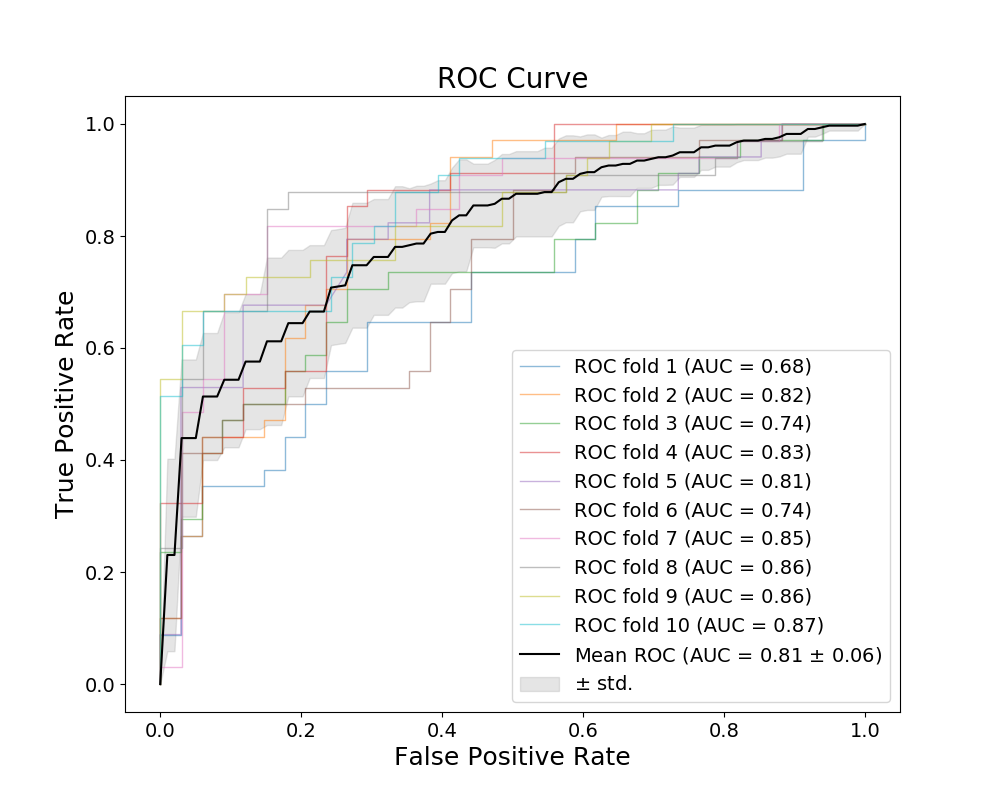 ROC Curve
True Positive Rate
1.0
0.8
0.6
0.4
0.2
0.0
ROC fold 1 (AUC = 0.68)
ROC fold 2 (AUC = 0.82)
ROC fold 3 (AUC = 0.74)
ROC fold 4 (AUC = 0.83)
ROC fold 5 (AUC = 0.81)
ROC fold 6 (AUC = 0.74)
ROC fold 7 (AUC = 0.85)
ROC fold 8 (AUC = 0.86)
ROC fold 9 (AUC = 0.86)
ROC fold 10 (AUC = 0.87)
Mean ROC (AUC = 0.81 ± 0.06)
± std.
0.0 0.2 0.4 0.6 0.8 1.0
False Positive Rate